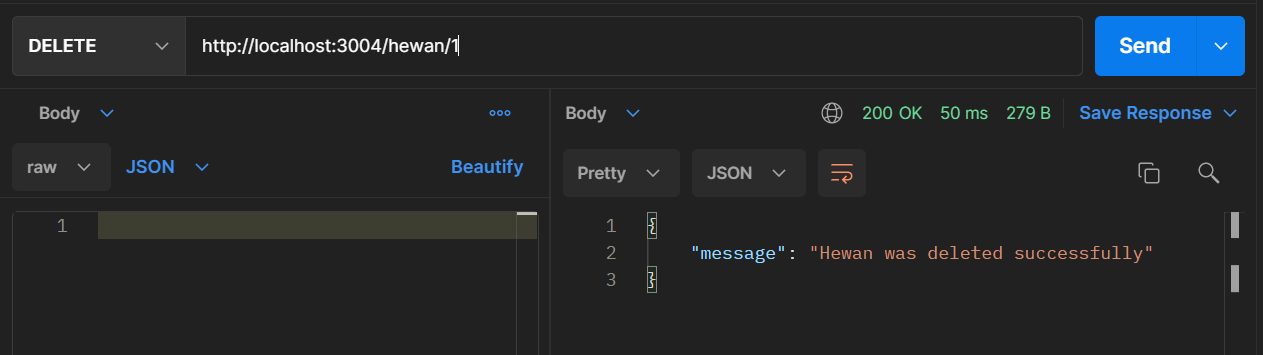 DELETE http://localhost:3004/hewan/1 Send
Body
raw JSON Beautify
1
Body 200 OK 50 ms 279 B Save Response
Pretty JSON
1 {
2 "message": "Hewan was deleted successfully"
3 }